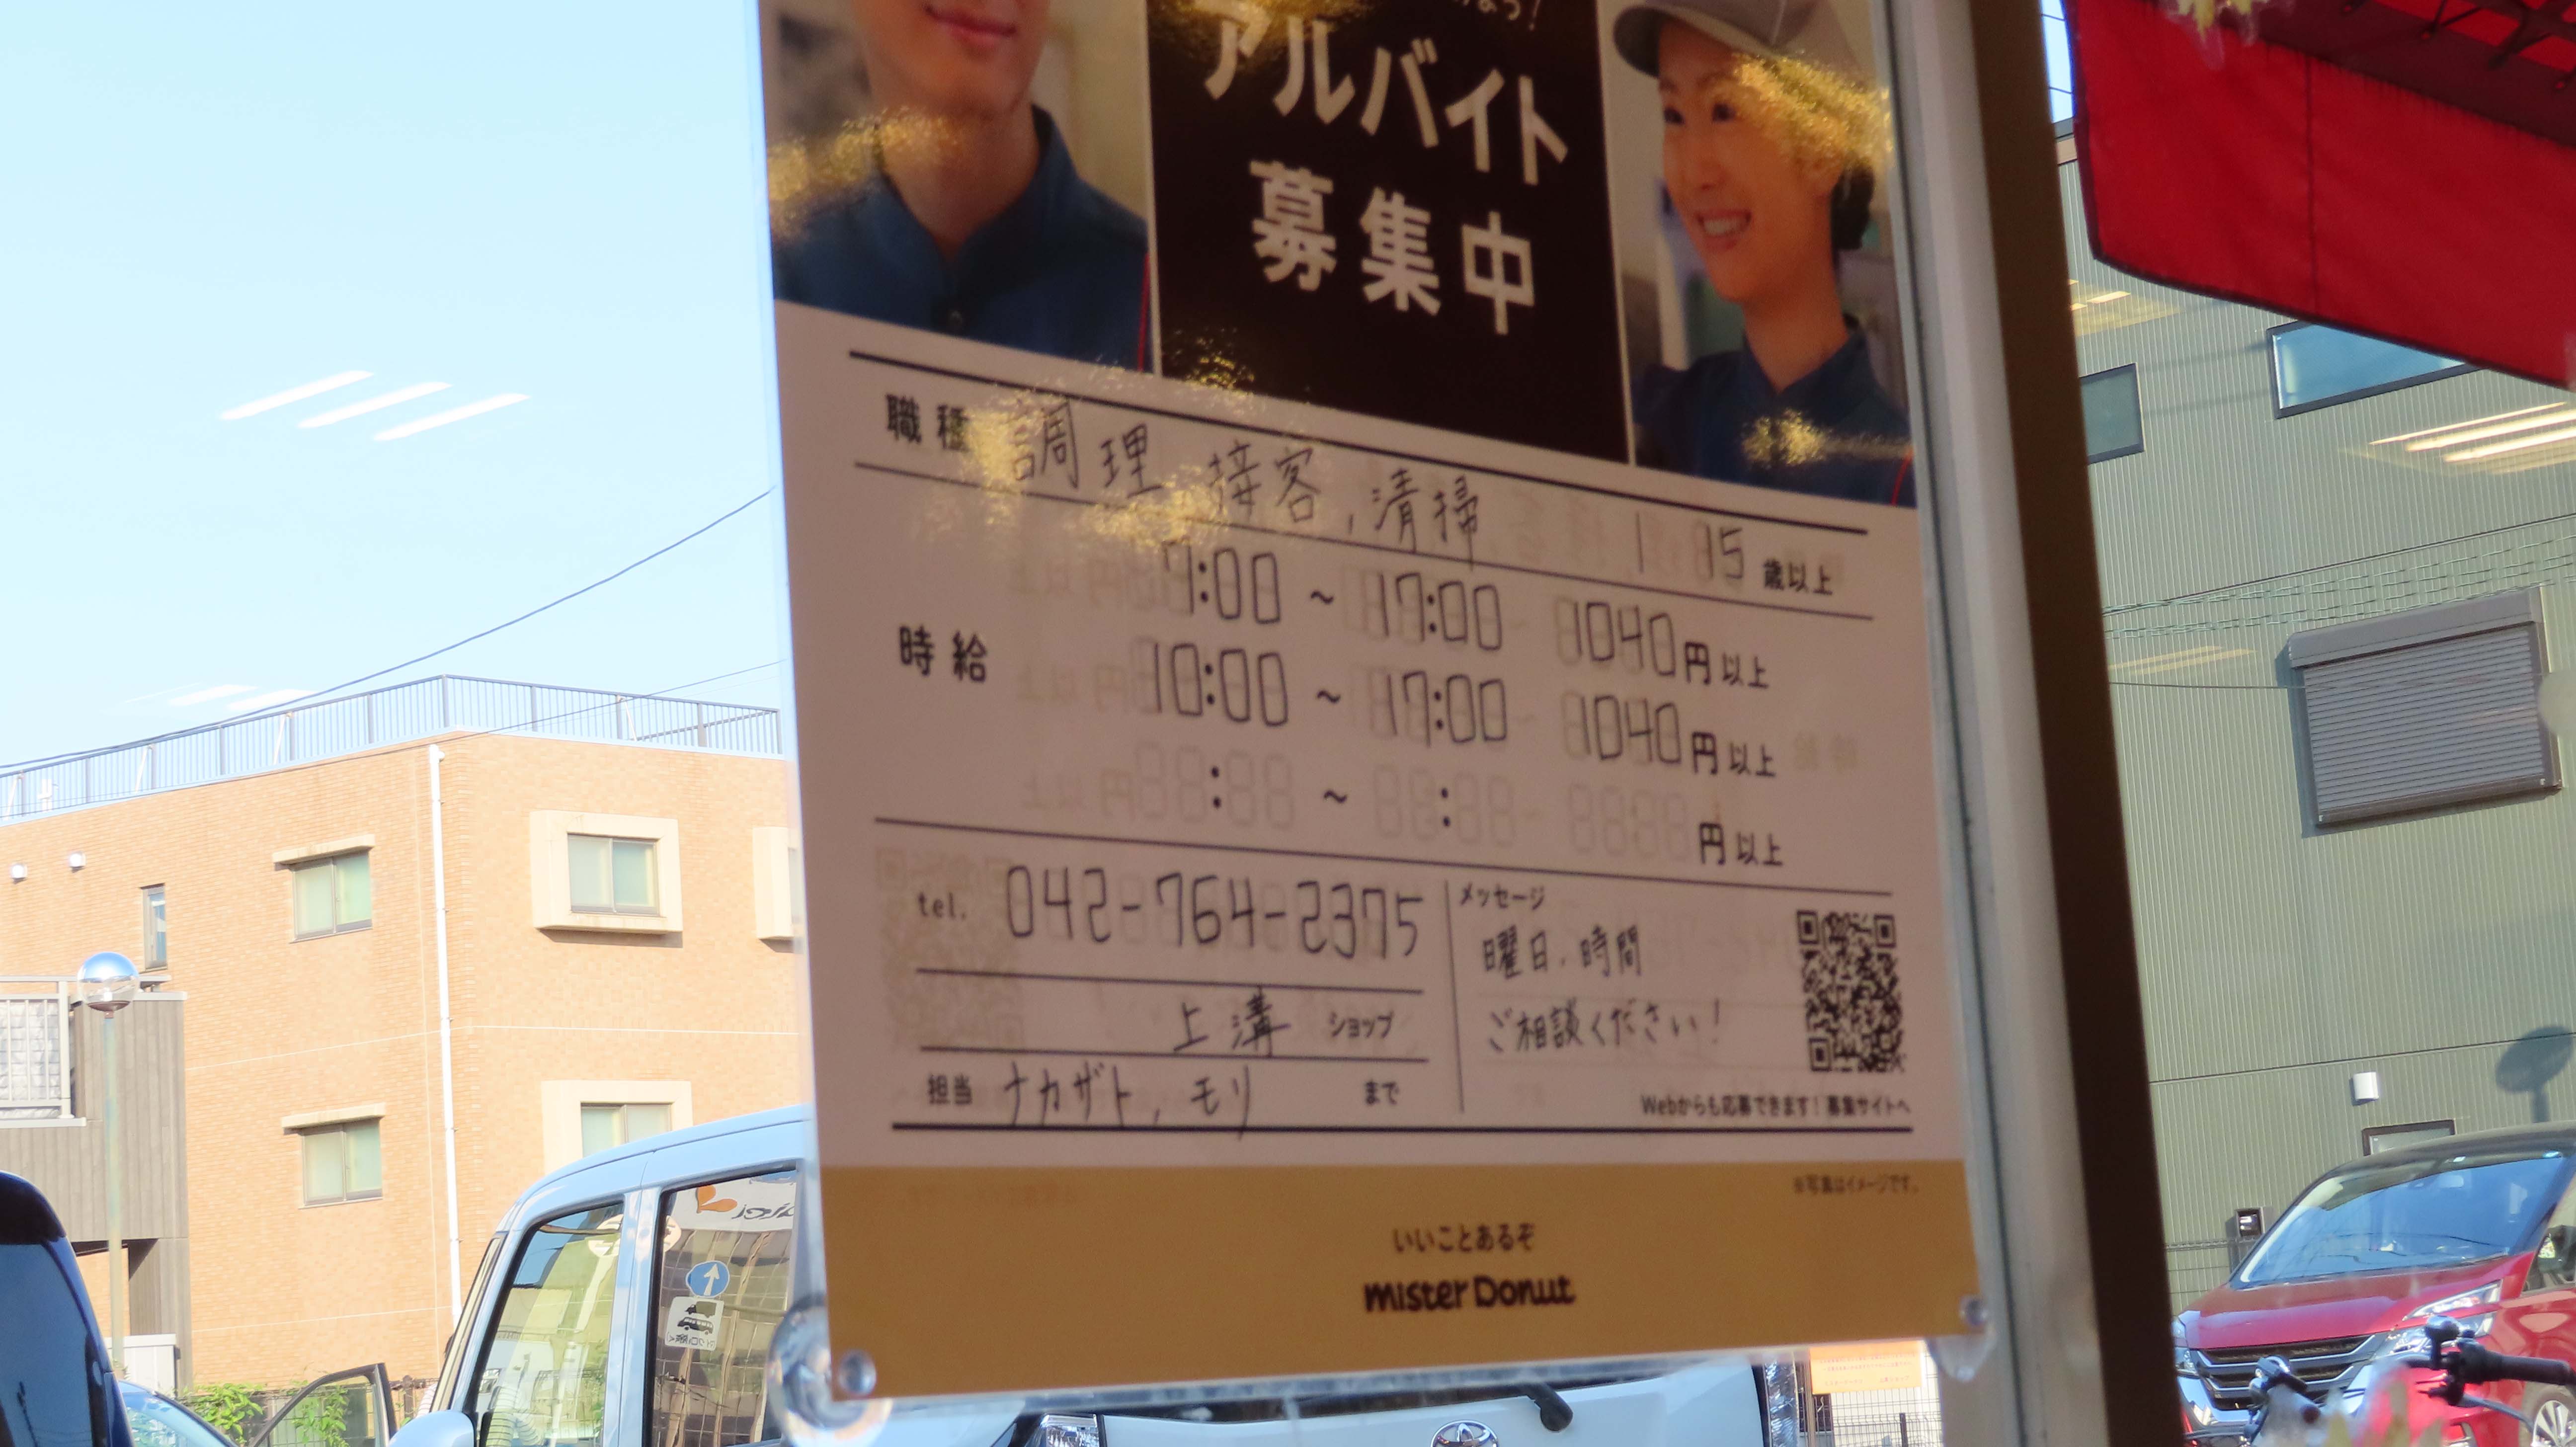 アルバイト
募集中
職種 調理, 接客, 清掃 15 歳以上
時給
7:00 ~ 17:00 1040円以上
10:00 ~ 17:00 1040円以上
: ~ : 円以上
tel. 042-764-2375
上溝 ショップ
担当 ナカザト, モリ まで
メッセージ
曜日, 時間
ご相談ください!
Webからも応募できます! 募集サイトへ
※写真はイメージです。
いいことあるぞ
mister Donut